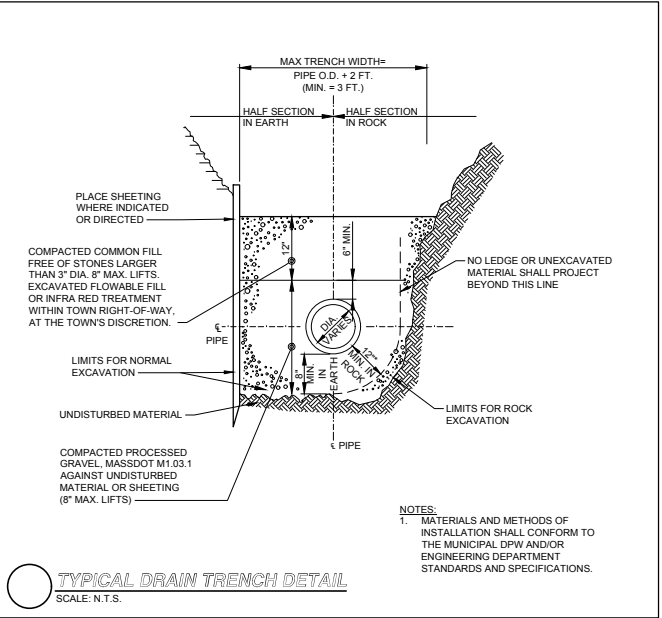 MAX TRENCH WIDTH=
PIPE O.D. + 2 FT.
(MIN. = 3 FT.)
HALF SECTION
IN EARTH
HALF SECTION
IN ROCK
PLACE SHEETING
WHERE INDICATED
OR DIRECTED
12"
6" MIN.
COMPACTED COMMON FILL
FREE OF STONES LARGER
THAN 3" DIA. 8" MAX. LIFTS.
EXCAVATED FLOWABLE FILL
OR INFRA RED TREATMENT
WITHIN TOWN RIGHT-OF-WAY,
AT THE TOWN'S DISCRETION.
NO LEDGE OR UNEXCAVATED
MATERIAL SHALL PROJECT
BEYOND THIS LINE
℄
PIPE
DIA.
VARIES
LIMITS FOR NORMAL
EXCAVATION
8"
MIN.
IN
EARTH
12""
MIN. IN
ROCK
UNDISTURBED MATERIAL
LIMITS FOR ROCK
EXCAVATION
℄ PIPE
COMPACTED PROCESSED
GRAVEL, MASSDOT M1.03.1
AGAINST UNDISTURBED
MATERIAL OR SHEETING
(8" MAX. LIFTS)
NOTES:
1. MATERIALS AND METHODS OF
INSTALLATION SHALL CONFORM TO
THE MUNICIPAL DPW AND/OR
ENGINEERING DEPARTMENT
STANDARDS AND SPECIFICATIONS.
TYPICAL DRAIN TRENCH DETAIL
SCALE: N.T.S.